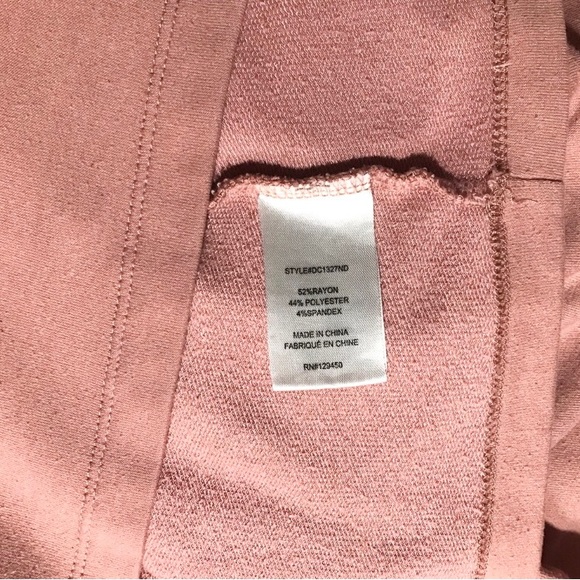 STYLE#DC1327ND
52%RAYON
44% POLYESTER
4%SPANDEX
MADE IN CHINA
FABRIQUÉ EN CHINE
RN#129450